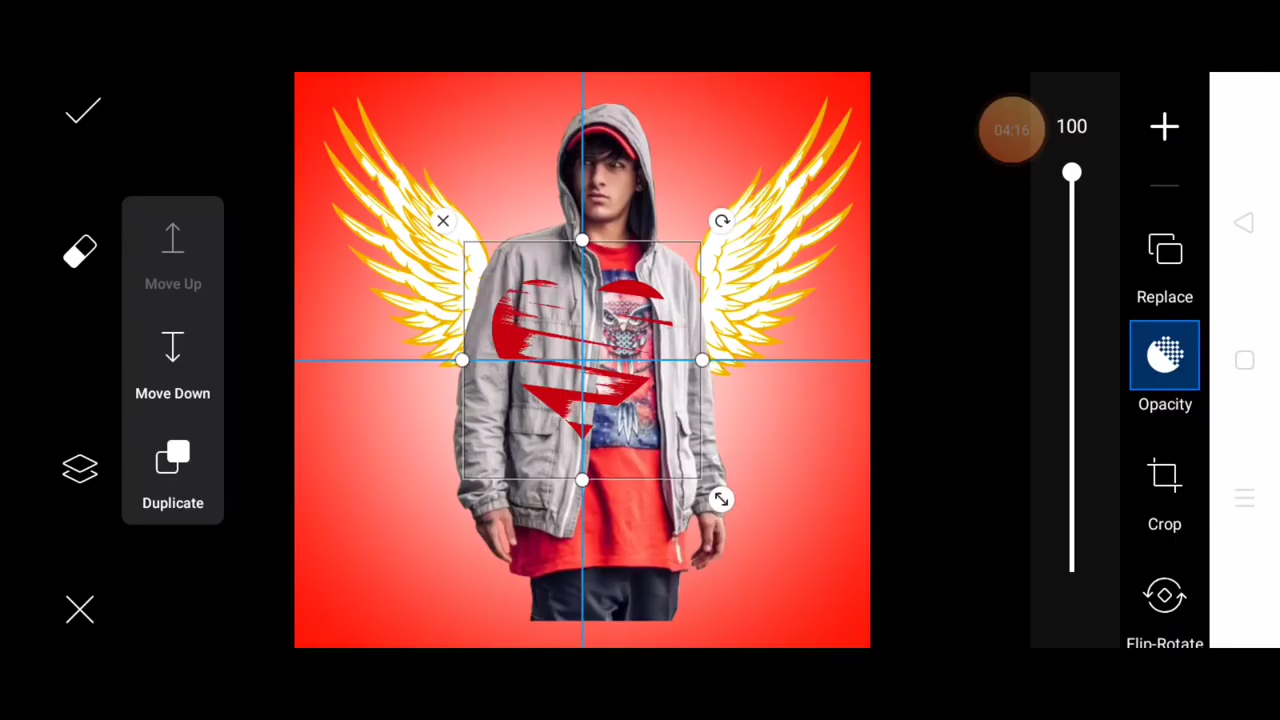 04:16
100
Move Up
Replace
Move Down
Opacity
Duplicate
Crop
Flip-Rotate